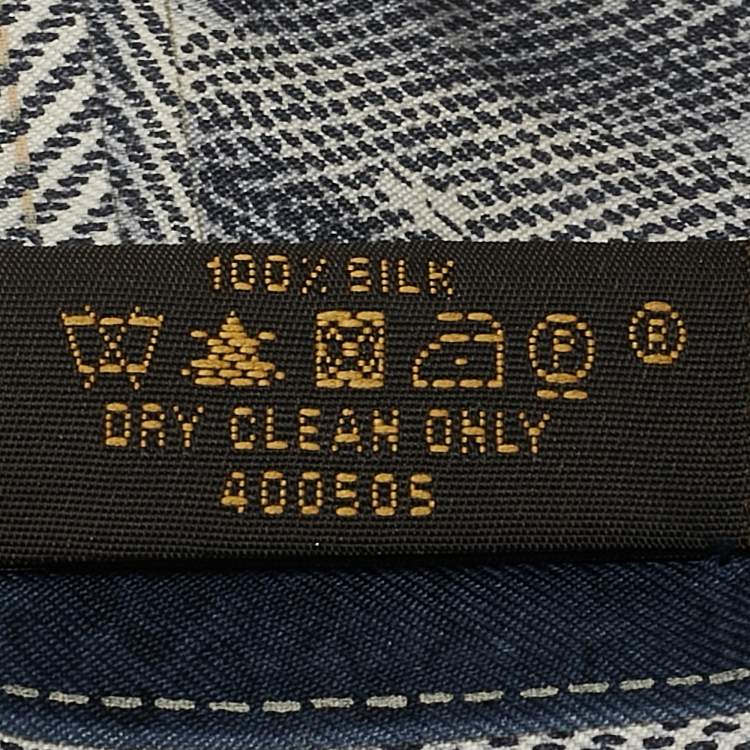 100% SILK
P R
DRY CLEAN ONLY
400505